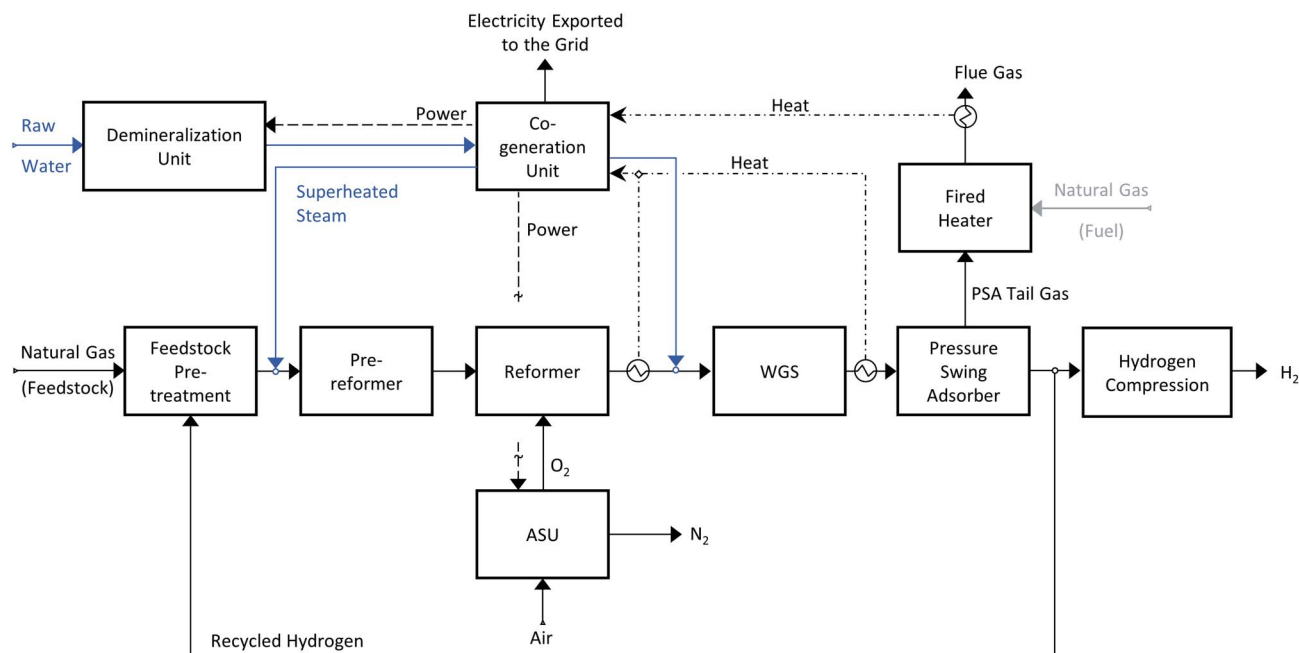 Electricity Exported
to the Grid
Flue Gas
Heat
Power
Raw
Water
Demineralization
Unit
Co-
generation
Unit
Heat
Superheated
Steam
Power
Fired
Heater
Natural Gas
(Fuel)
PSA Tail Gas
Natural Gas
(Feedstock)
Feedstock
Pre-
treatment
Pre-
reformer
Reformer
WGS
Pressure
Swing
Adsorber
Hydrogen
Compression
H2
O2
ASU
N2
Air
Recycled Hydrogen